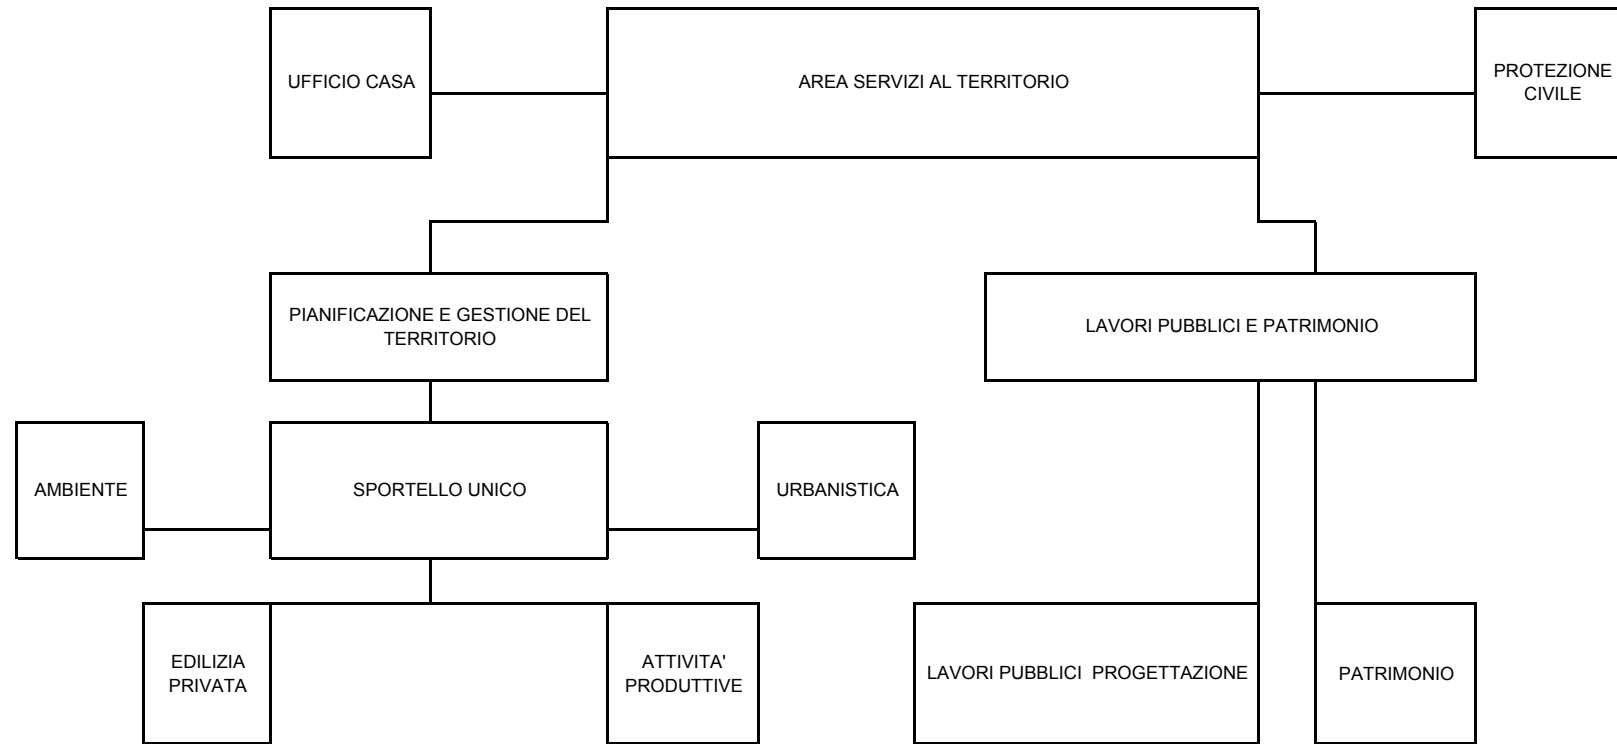 UFFICIO CASA
AREA SERVIZI AL TERRITORIO
PROTEZIONE
CIVILE
PIANIFICAZIONE E GESTIONE DEL
TERRITORIO
LAVORI PUBBLICI E PATRIMONIO
AMBIENTE
SPORTELLO UNICO
URBANISTICA
EDILIZIA
PRIVATA
ATTIVITA'
PRODUTTIVE
LAVORI PUBBLICI  PROGETTAZIONE
PATRIMONIO